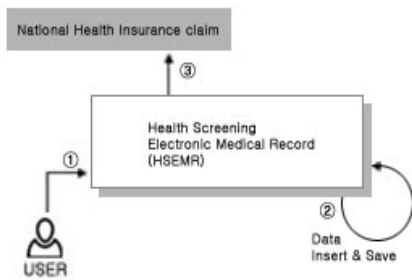 National Health Insurance claim
③
Health Screening
Electronic Medical Record
(HSEMR)
①
②
Data
Insert & Save
USER